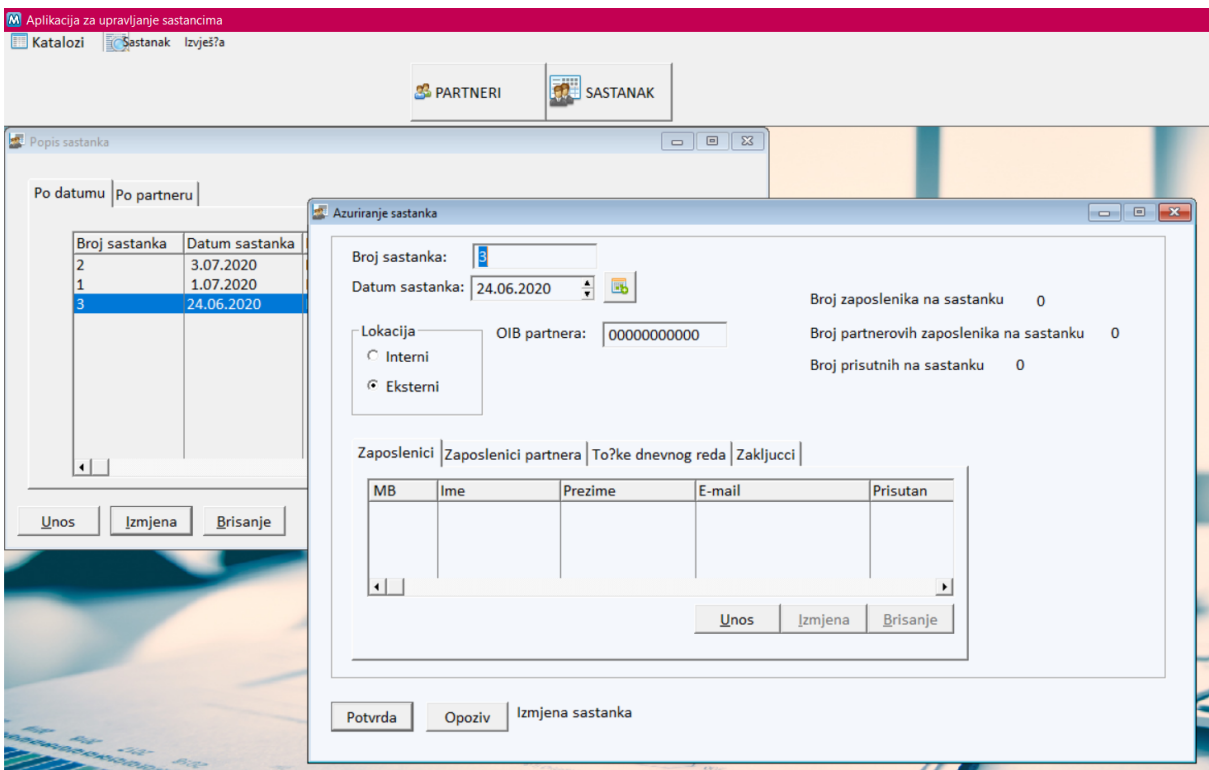 Aplikacija za upravljanje sastancima
Katalozi Sastanak Izvješ?a
PARTNERI SASTANAK
Popis sastanka
Po datumu Po partneru
Broj sastanka Datum sastanka
2 3.07.2020
1 1.07.2020
3 24.06.2020
Unos Izmjena Brisanje
Azuriranje sastanka
Broj sastanka: 3
Datum sastanka: 24.06.2020
Broj zaposlenika na sastanku 0
Lokacija
OIB partnera: 00000000000
Broj partnerovih zaposlenika na sastanku 0
Interni
Broj prisutnih na sastanku 0
Eksterni
Zaposlenici Zaposlenici partnera To?ke dnevnog reda Zakljucci
MB Ime Prezime E-mail Prisutan
Unos Izmjena Brisanje
Potvrda Opoziv Izmjena sastanka